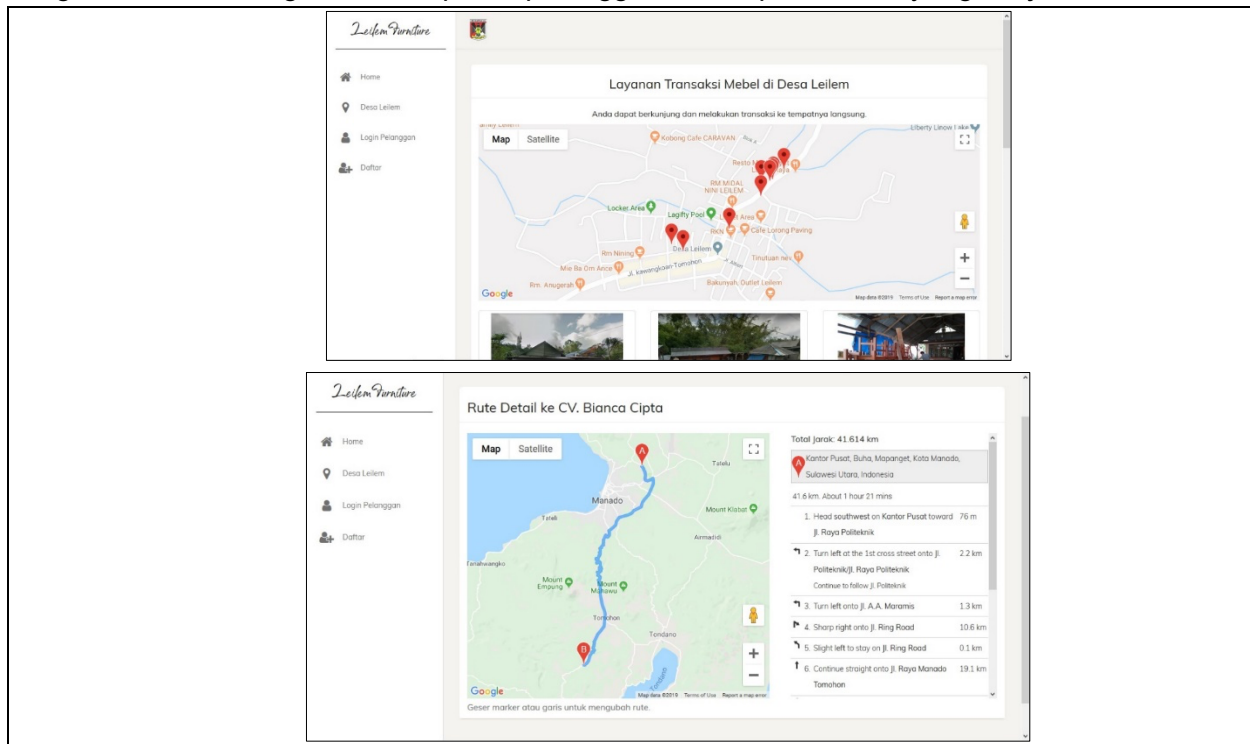 Leilem Furniture
Home
Desa Leilem
Login Pelanggan
Daftar
Layanan Transaksi Mebel di Desa Leilem
Anda dapat berkunjung dan melakukan transaksi ke tempatnya langsung.
Map Satellite
Kobong Cafe CARAVAN
Liberty Linow Lake
Resto
RM MIDAL
NINI LEILEM
Locker Area
Lagifty Pool
Area
RKN
Cafe Lorong Paving
Desa Leilem
Rm Nining
Tinutuan
Mie Ba Om Ance
Jl. kawangkoan-Tomohon
Rm. Anugerah
Bakunyah, Outlet Leilem
Google
Map data ©2019 Terms of Use Report a map error
Leilem Furniture
Home
Desa Leilem
Login Pelanggan
Daftar
Rute Detail ke CV. Bianca Cipta
Map Satellite
A
Talelu
Manado
Mount Klabat
Tateli
Airmadidi
Mount
Empung
Mount
Mahawu
Tomohon
Tondano
B
Tondano
Google
Map data ©2019 Terms of Use Report a map error
Geser marker atau garis untuk mengubah rute.
Total Jarak: 41.614 km
A Kantor Pusat, Buha, Mapanget, Kota Manado,
Sulawesi Utara, Indonesia
41.6 km. About 1 hour 21 mins
1. Head southwest on Kantor Pusat toward 76 m
Jl. Raya Politeknik
2. Turn left at the 1st cross street onto Jl. 2.2 km
Politeknik/Jl. Raya Politeknik
Continue to follow Jl. Politeknik
3. Turn left onto Jl. A.A. Maramis 1.3 km
4. Sharp right onto Jl. Ring Road 10.6 km
5. Slight left to stay on Jl. Ring Road 0.1 km
6. Continue straight onto Jl. Raya Manado 19.1 km
Tomohon